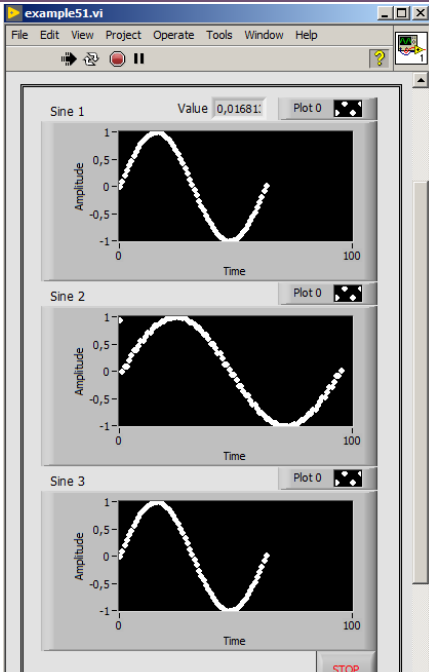 example51.vi
File Edit View Project Operate Tools Window Help
?
1
Sine 1 Value 0,01681 Plot 0
1
0,5
0
-0,5
-1
Amplitude
0 100
Time
Sine 2 Plot 0
1
0,5
0
-0,5
-1
Amplitude
0 100
Time
Sine 3 Plot 0
1
0,5
0
-0,5
-1
Amplitude
0 100
Time
STOP